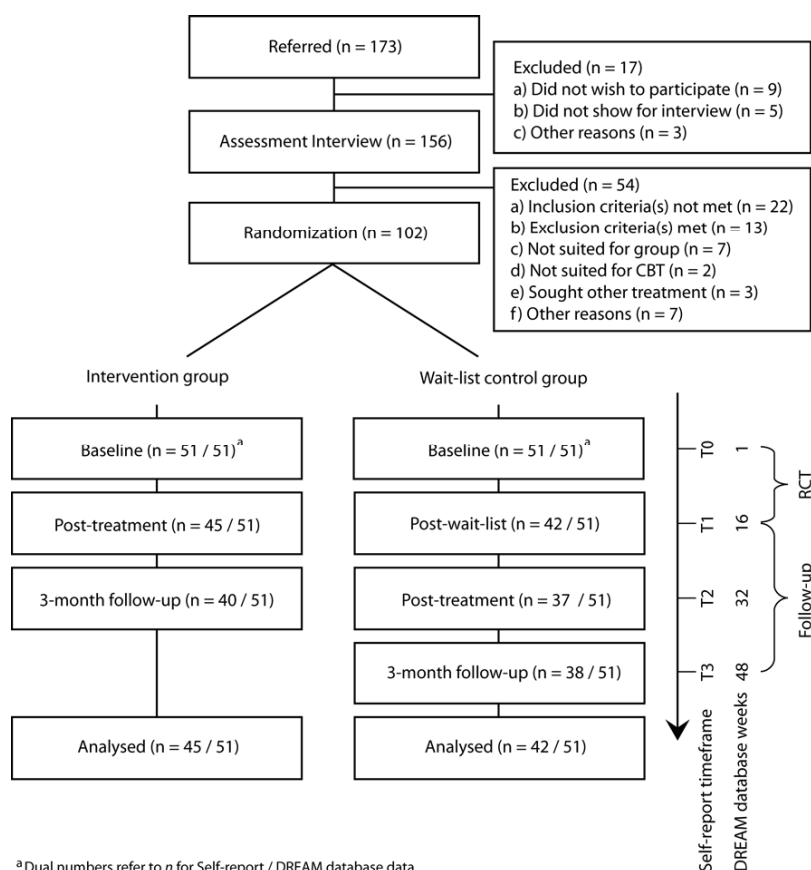 Referred (n = 173)
Excluded (n = 17)
a) Did not wish to participate (n = 9)
b) Did not show for interview (n = 5)
c) Other reasons (n = 3)
Assessment Interview (n = 156)
Excluded (n = 54)
a) Inclusion criteria(s) not met (n = 22)
b) Exclusion criteria(s) met (n = 13)
c) Not suited for group (n = 7)
d) Not suited for CBT (n = 2)
e) Sought other treatment (n = 3)
f) Other reasons (n = 7)
Randomization (n = 102)
Intervention group
Wait-list control group
Baseline (n = 51 / 51)a
Baseline (n = 51 / 51)a
T0
1
RCT
Post-treatment (n = 45 / 51)
Post-wait-list (n = 42 / 51)
T1
16
3-month follow-up (n = 40 / 51)
Post-treatment (n = 37 / 51)
T2
32
Follow-up
3-month follow-up (n = 38 / 51)
T3
48
Analysed (n = 45 / 51)
Analysed (n = 42 / 51)
Self-report timeframe
DREAM database weeks
a Dual numbers refer to n for Self-report / DREAM database data